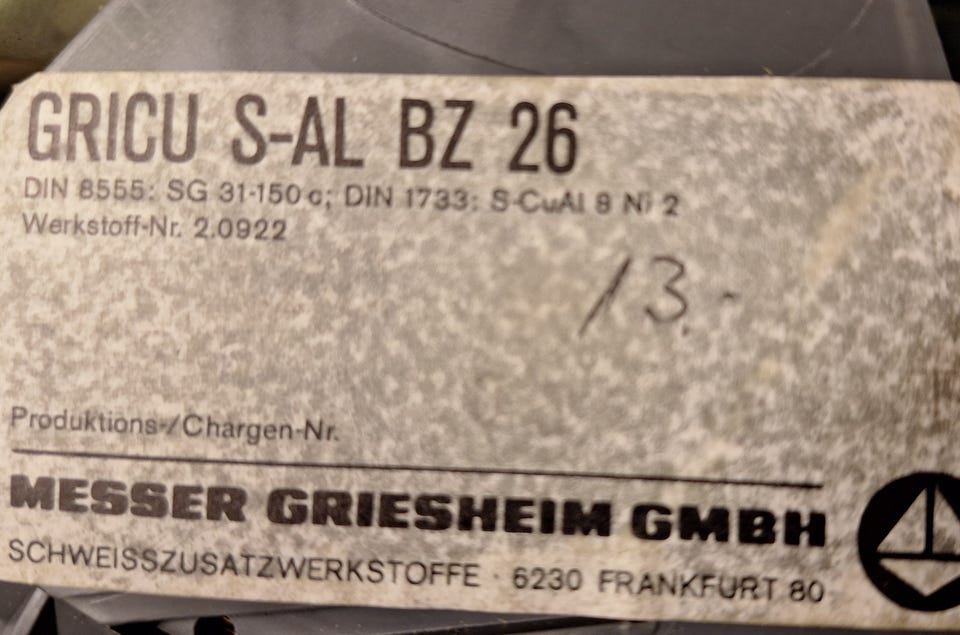 GRICU S-AL BZ 26
DIN 8555: SG 31-150 c; DIN 1733: S-CuAl 8 Ni 2
Werkstoff-Nr. 2.0922
13.-
Produktions-/Chargen-Nr.
MESSER GRIESHEIM GMBH
SCHWEISSZUSATZWERKSTOFFE · 6230 FRANKFURT 80